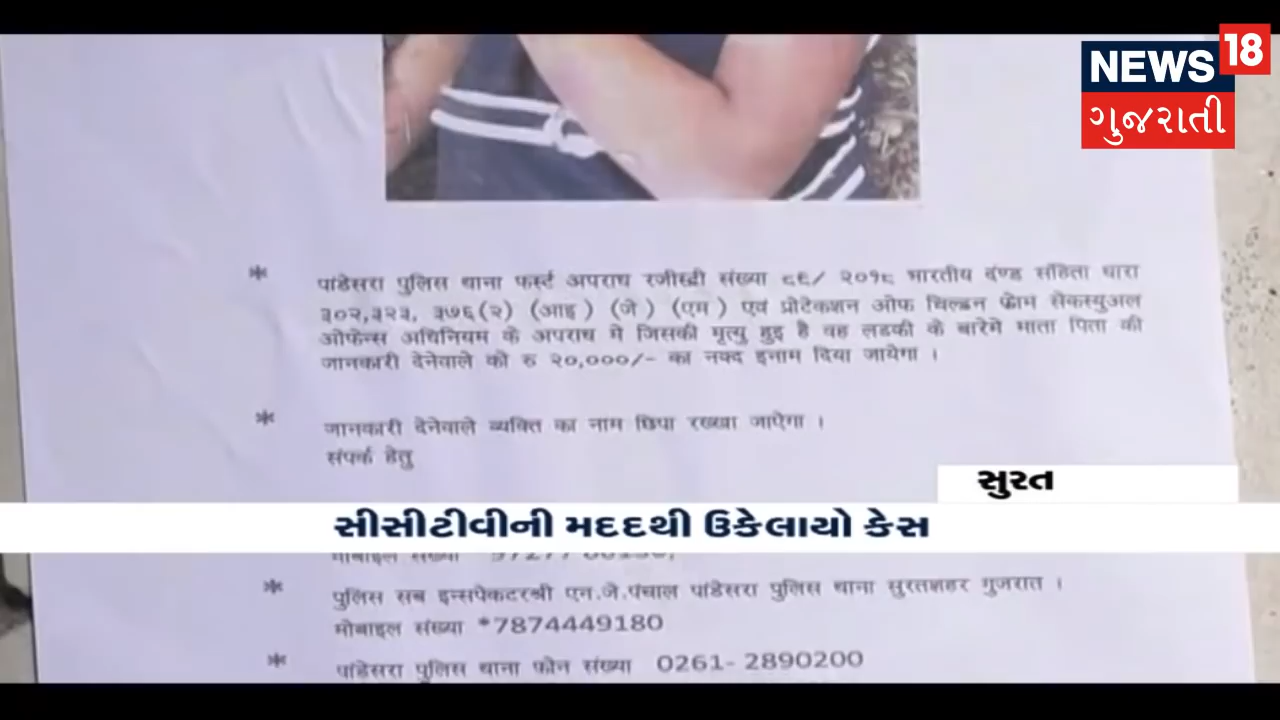 NEWS 18
ગુજરાતી
* पांडेसरा पुलिस थाना फर्स्ट अपराध रजीस्ट्री संख्या ८६/ २०१८ भारतीय दंण्ड संहिता धारा
३०२,३२३, ३७६(२) (आइ) (जे) (एम) एवं प्रोटेकशन ओफ चिल्ड्रन फ्रोम सेकस्युअल
ओफेन्स अधिनियम के अपराध मे जिसकी मृत्यु हुइ है वह लडकी के बारेमे माता पिता की
जानकारी देनेवाले को रु २०,०००/- का नक्द इनाम दिया जायेगा ।
* जानकारी देनेवाले व्यक्ति का नाम छिपा रख्खा जाऐगा ।
संपर्क हेतु
સુરત
સીસીટીવીની મદદથી ઉકેલાયો કેસ
मोबाइल संख्या
* पुलिस सब इन्सपेकटरश्री एन.जे.पंचाल पांडेसरा पुलिस थाना सुरतशहर गुजरात ।
मोबाइल संख्या *7874449180
* पांडेसरा पुलिस थाना फोन संख्या 0261- 2890200